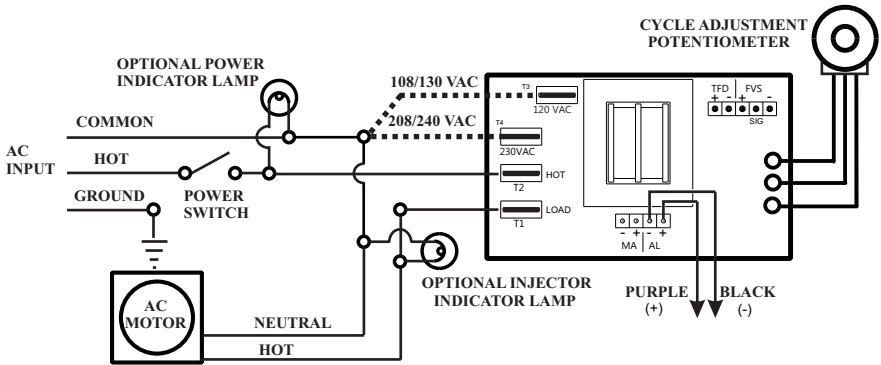 CYCLE ADJUSTMENT
POTENTIOMETER
OPTIONAL POWER
INDICATOR LAMP
108/130 VAC
T3
120 VAC
TFD
FVS
+ - + -
SIG
COMMON
208/240 VAC
T4
230VAC
AC
INPUT
HOT
POWER
SWITCH
T2
HOT
GROUND
T1
LOAD
- + - +
MA
AL
OPTIONAL INJECTOR
INDICATOR LAMP
PURPLE
(+)
BLACK
(-)
AC
MOTOR
NEUTRAL
HOT